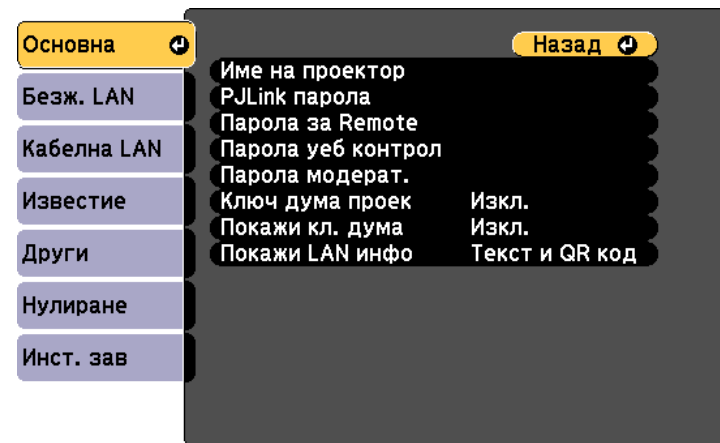 Основна
Безж. LAN
Кабелна LAN
Известие
Други
Нулиране
Инст. зав
Назад
Име на проектор
PJLink парола
Парола за Remote
Парола уеб контрол
Парола модерат.
Ключ дума проек Изкл.
Покажи кл. дума Изкл.
Покажи LAN инфо Текст и QR код